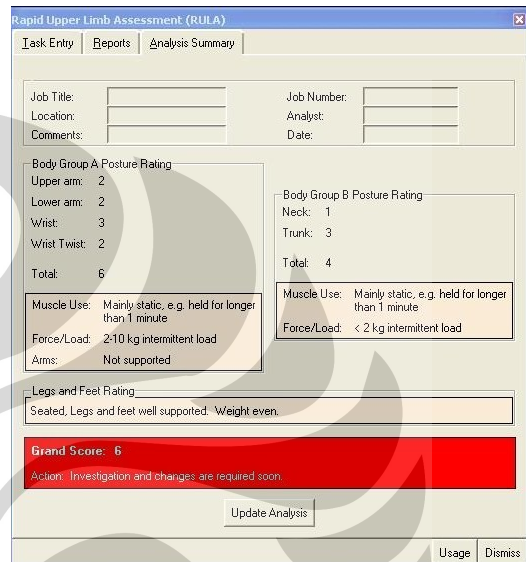 Rapid Upper Limb Assessment (RULA)
Task Entry Reports Analysis Summary
Job Title: Job Number:
Location: Analyst:
Comments: Date:
Body Group A Posture Rating
Upper arm: 2
Lower arm: 2
Wrist: 3
Wrist Twist: 2
Total: 6
Muscle Use: Mainly static, e.g. held for longer
than 1 minute
Force/Load: 2-10 kg intermittent load
Arms: Not supported
Body Group B Posture Rating
Neck: 1
Trunk: 3
Total: 4
Muscle Use: Mainly static, e.g. held for longer
than 1 minute
Force/Load: < 2 kg intermittent load
Legs and Feet Rating
Seated, Legs and feet well supported. Weight even.
Grand Score: 6
Action: Investigation and changes are required soon.
Update Analysis
Usage Dismiss